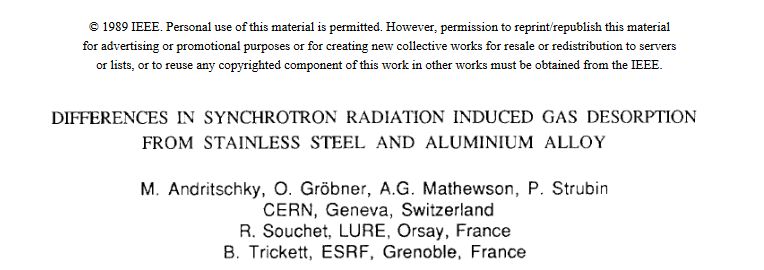 © 1989 IEEE. Personal use of this material is permitted. However, permission to reprint/republish this material
for advertising or promotional purposes or for creating new collective works for resale or redistribution to servers
or lists, or to reuse any copyrighted component of this work in other works must be obtained from the IEEE.
DIFFERENCES IN SYNCHROTRON RADIATION INDUCED GAS DESORPTION
FROM STAINLESS STEEL AND ALUMINIUM ALLOY
M. Andritschky, O. Gröbner, A.G. Mathewson, P. Strubin
CERN, Geneva, Switzerland
R. Souchet, LURE, Orsay, France
B. Trickett, ESRF, Grenoble, France